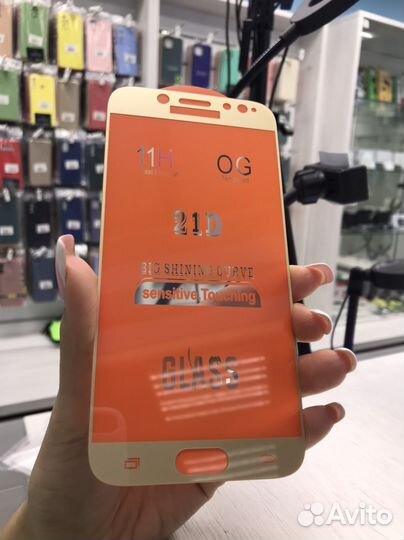 11H OG
21D
BIG SHINING CURVE
sensitive Touching
GLASS
Avito